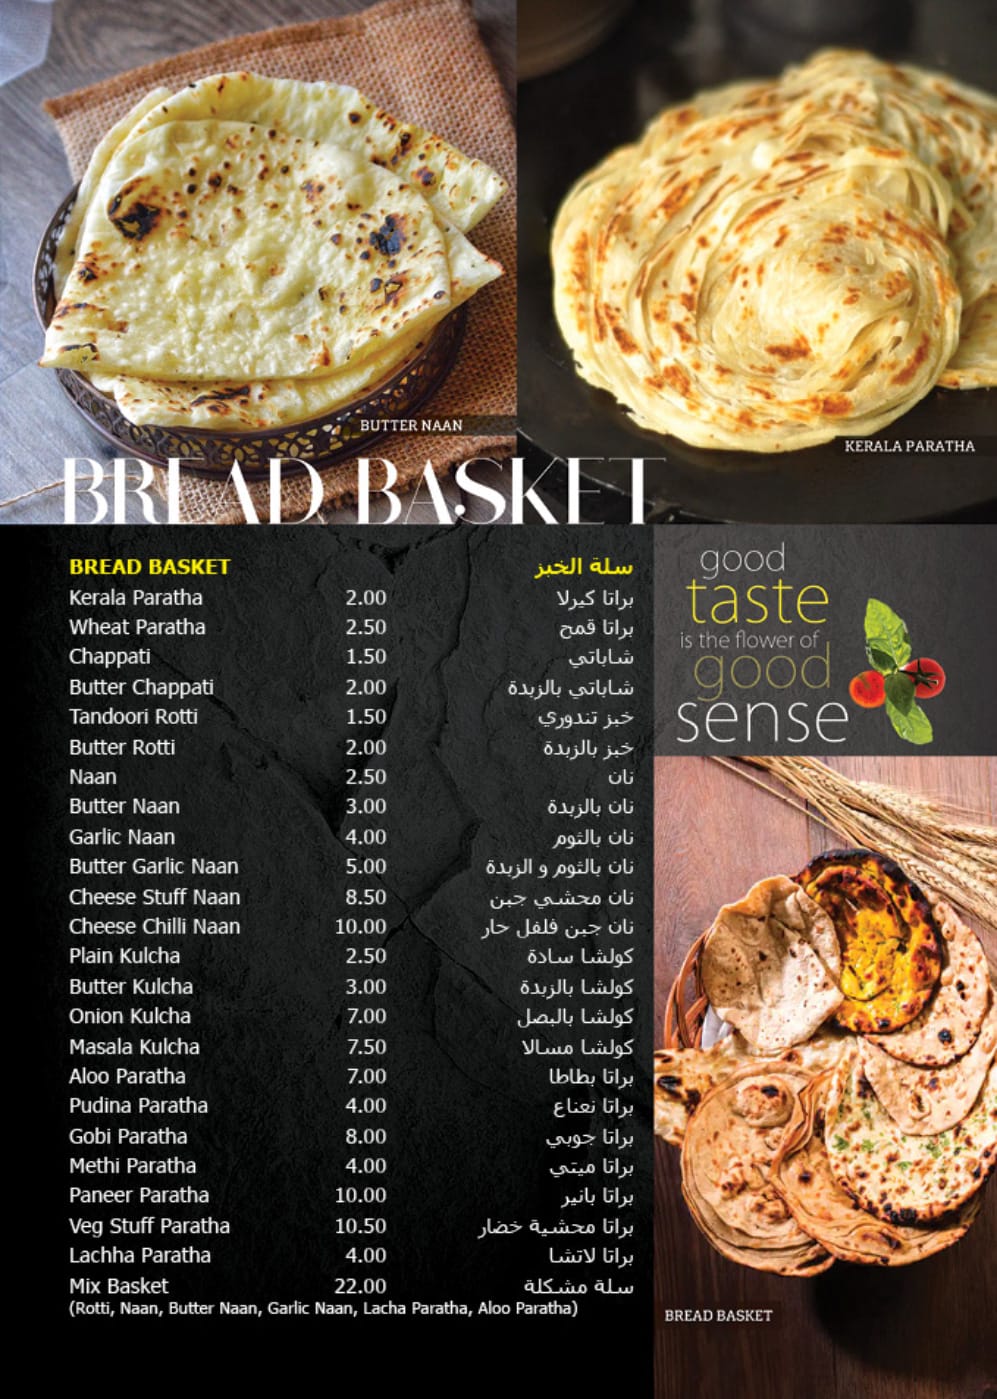 BUTTER NAAN
KERALA PARATHA
BREAD BASKET
BREAD BASKET سلة الخبز
Kerala Paratha 2.00 براتا كيرلا
Wheat Paratha 2.50 براتا قمح
Chappati 1.50 شاباتي
Butter Chappati 2.00 شاباتي بالزبدة
Tandoori Rotti 1.50 خبز تندوري
Butter Rotti 2.00 خبز بالزبدة
Naan 2.50 نان
Butter Naan 3.00 نان بالزبدة
Garlic Naan 4.00 نان بالثوم
Butter Garlic Naan 5.00 نان بالثوم و الزبدة
Cheese Stuff Naan 8.50 نان محشي جبن
Cheese Chilli Naan 10.00 نان جبن فلفل حار
Plain Kulcha 2.50 كولشا سادة
Butter Kulcha 3.00 كولشا بالزبدة
Onion Kulcha 7.00 كولشا بالبصل
Masala Kulcha 7.50 كولشا مسالا
Aloo Paratha 7.00 براتا بطاطا
Pudina Paratha 4.00 براتا نعناع
Gobi Paratha 8.00 براتا جوبي
Methi Paratha 4.00 براتا ميتي
Paneer Paratha 10.00 براتا بانير
Veg Stuff Paratha 10.50 براتا محشية خضار
Lachha Paratha 4.00 براتا لاتشا
Mix Basket 22.00 سلة مشكلة
(Rotti, Naan, Butter Naan, Garlic Naan, Lacha Paratha, Aloo Paratha)
good
taste
is the flower of
good
sense
BREAD BASKET